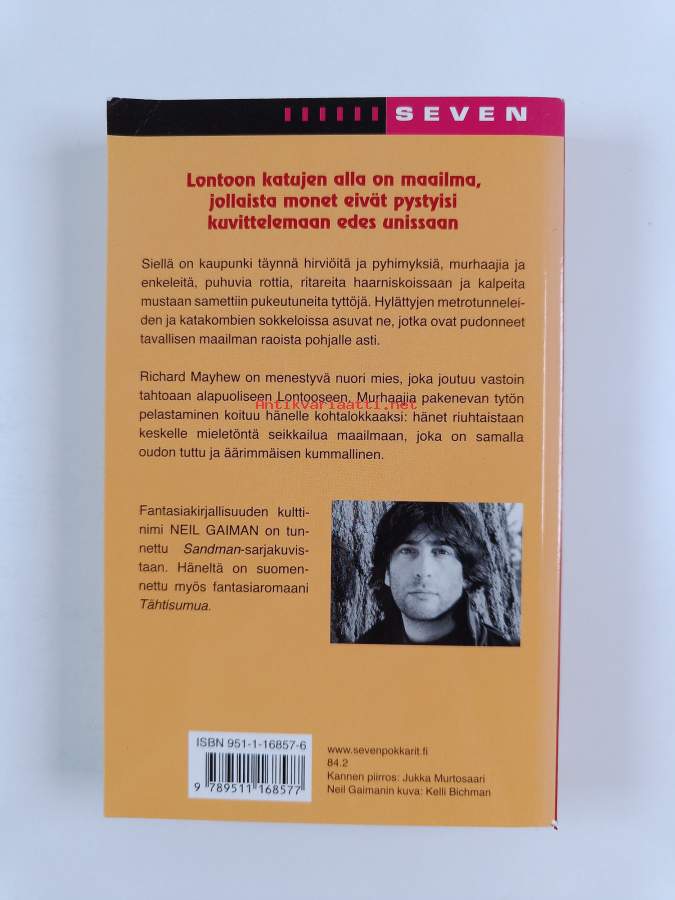 SEVEN
Lontoon katujen alla on maailma,
jollaista monet eivät pystyisi
kuvittelemaan edes unissaan
Siellä on kaupunki täynnä hirviöitä ja pyhimyksiä, murhaajia ja
enkeleitä, puhuvia rottia, ritareita haarniskoissaan ja kalpeita
mustaan samettiin pukeutuneita tyttöjä. Hylättyjen metrotunnelei-
den ja katakombien sokkeloissa asuvat ne, jotka ovat pudonneet
tavallisen maailman raoista pohjalle asti.
Richard Mayhew on menestyvä nuori mies, joka joutuu vastoin
tahtoaan alapuoliseen Lontooseen. Murhaajia pakenevan tytön
Antikvariaatti.net
pelastaminen koituu hänelle kohtalokkaaksi: hänet riuhtaistaan
keskelle mieletöntä seikkailua maailmaan, joka on samalla
oudon tuttu ja äärimmäisen kummallinen.
Fantasiakirjallisuuden kultti-
nimi NEIL GAIMAN on tun-
nettu Sandman-sarjakuvis-
taan. Häneltä on suomen-
nettu myös fantasiaromaani
Tähtisumua.
ISBN 951-1-16857-6
9 789511 168577
www.sevenpokkarit.fi
84.2
Kannen piirros: Jukka Murtosaari
Neil Gaimanin kuva: Kelli Bichman